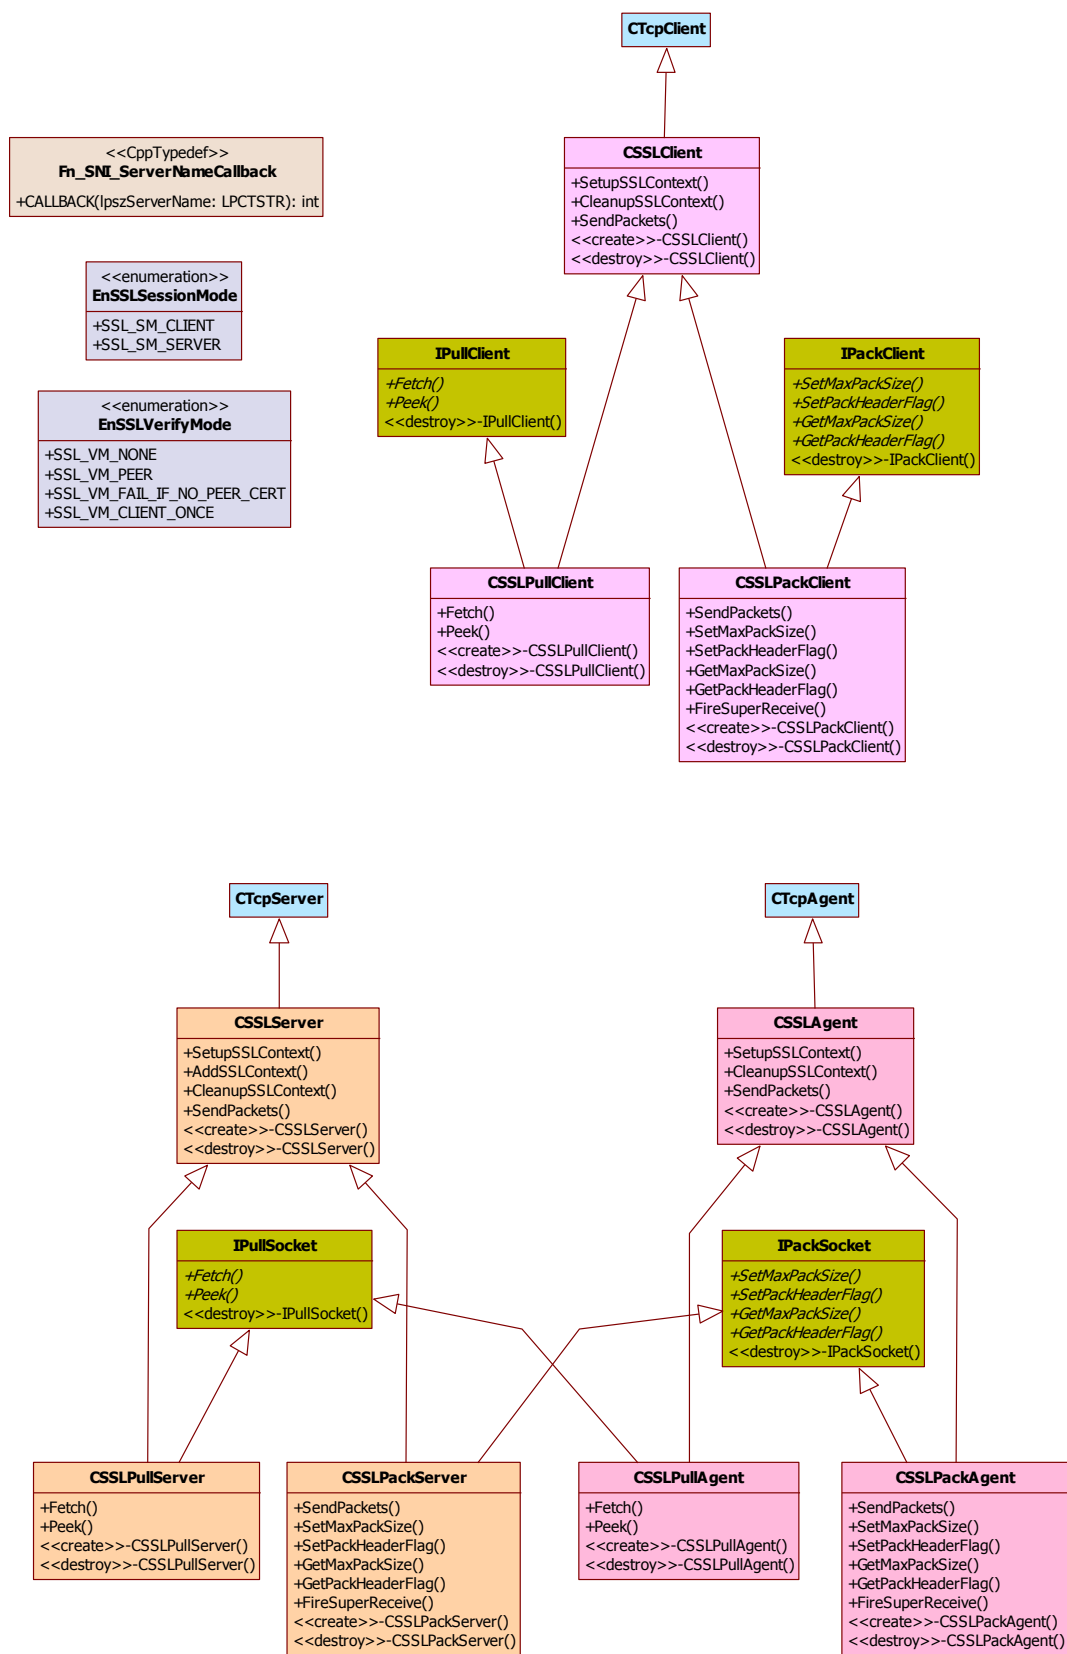 CTcpClient
<<CppTypedef>>
Fn_SNI_ServerNameCallback
+CALLBACK(lpszServerName: LPCTSTR): int
CSSLClient
+SetupSSLContext()
+CleanupSSLContext()
+SendPackets()
<<create>>-CSSLClient()
<<destroy>>-CSSLClient()
<<enumeration>>
EnSSLSessionMode
+SSL_SM_CLIENT
+SSL_SM_SERVER
IPullClient
+Fetch()
+Peek()
<<destroy>>-IPullClient()
IPackClient
+SetMaxPackSize()
+SetPackHeaderFlag()
+GetMaxPackSize()
+GetPackHeaderFlag()
<<destroy>>-IPackClient()
<<enumeration>>
EnSSLVerifyMode
+SSL_VM_NONE
+SSL_VM_PEER
+SSL_VM_FAIL_IF_NO_PEER_CERT
+SSL_VM_CLIENT_ONCE
CSSLPullClient
+Fetch()
+Peek()
<<create>>-CSSLPullClient()
<<destroy>>-CSSLPullClient()
CSSLPackClient
+SendPackets()
+SetMaxPackSize()
+SetPackHeaderFlag()
+GetMaxPackSize()
+GetPackHeaderFlag()
+FireSuperReceive()
<<create>>-CSSLPackClient()
<<destroy>>-CSSLPackClient()
CTcpServer
CTcpAgent
CSSLServer
+SetupSSLContext()
+AddSSLContext()
+CleanupSSLContext()
+SendPackets()
<<create>>-CSSLServer()
<<destroy>>-CSSLServer()
CSSLAgent
+SetupSSLContext()
+CleanupSSLContext()
+SendPackets()
<<create>>-CSSLAgent()
<<destroy>>-CSSLAgent()
IPullSocket
+Fetch()
+Peek()
<<destroy>>-IPullSocket()
IPackSocket
+SetMaxPackSize()
+SetPackHeaderFlag()
+GetMaxPackSize()
+GetPackHeaderFlag()
<<destroy>>-IPackSocket()
CSSLPullServer
+Fetch()
+Peek()
<<create>>-CSSLPullServer()
<<destroy>>-CSSLPullServer()
CSSLPackServer
+SendPackets()
+SetMaxPackSize()
+SetPackHeaderFlag()
+GetMaxPackSize()
+GetPackHeaderFlag()
+FireSuperReceive()
<<create>>-CSSLPackServer()
<<destroy>>-CSSLPackServer()
CSSLPullAgent
+Fetch()
+Peek()
<<create>>-CSSLPullAgent()
<<destroy>>-CSSLPullAgent()
CSSLPackAgent
+SendPackets()
+SetMaxPackSize()
+SetPackHeaderFlag()
+GetMaxPackSize()
+GetPackHeaderFlag()
+FireSuperReceive()
<<create>>-CSSLPackAgent()
<<destroy>>-CSSLPackAgent()